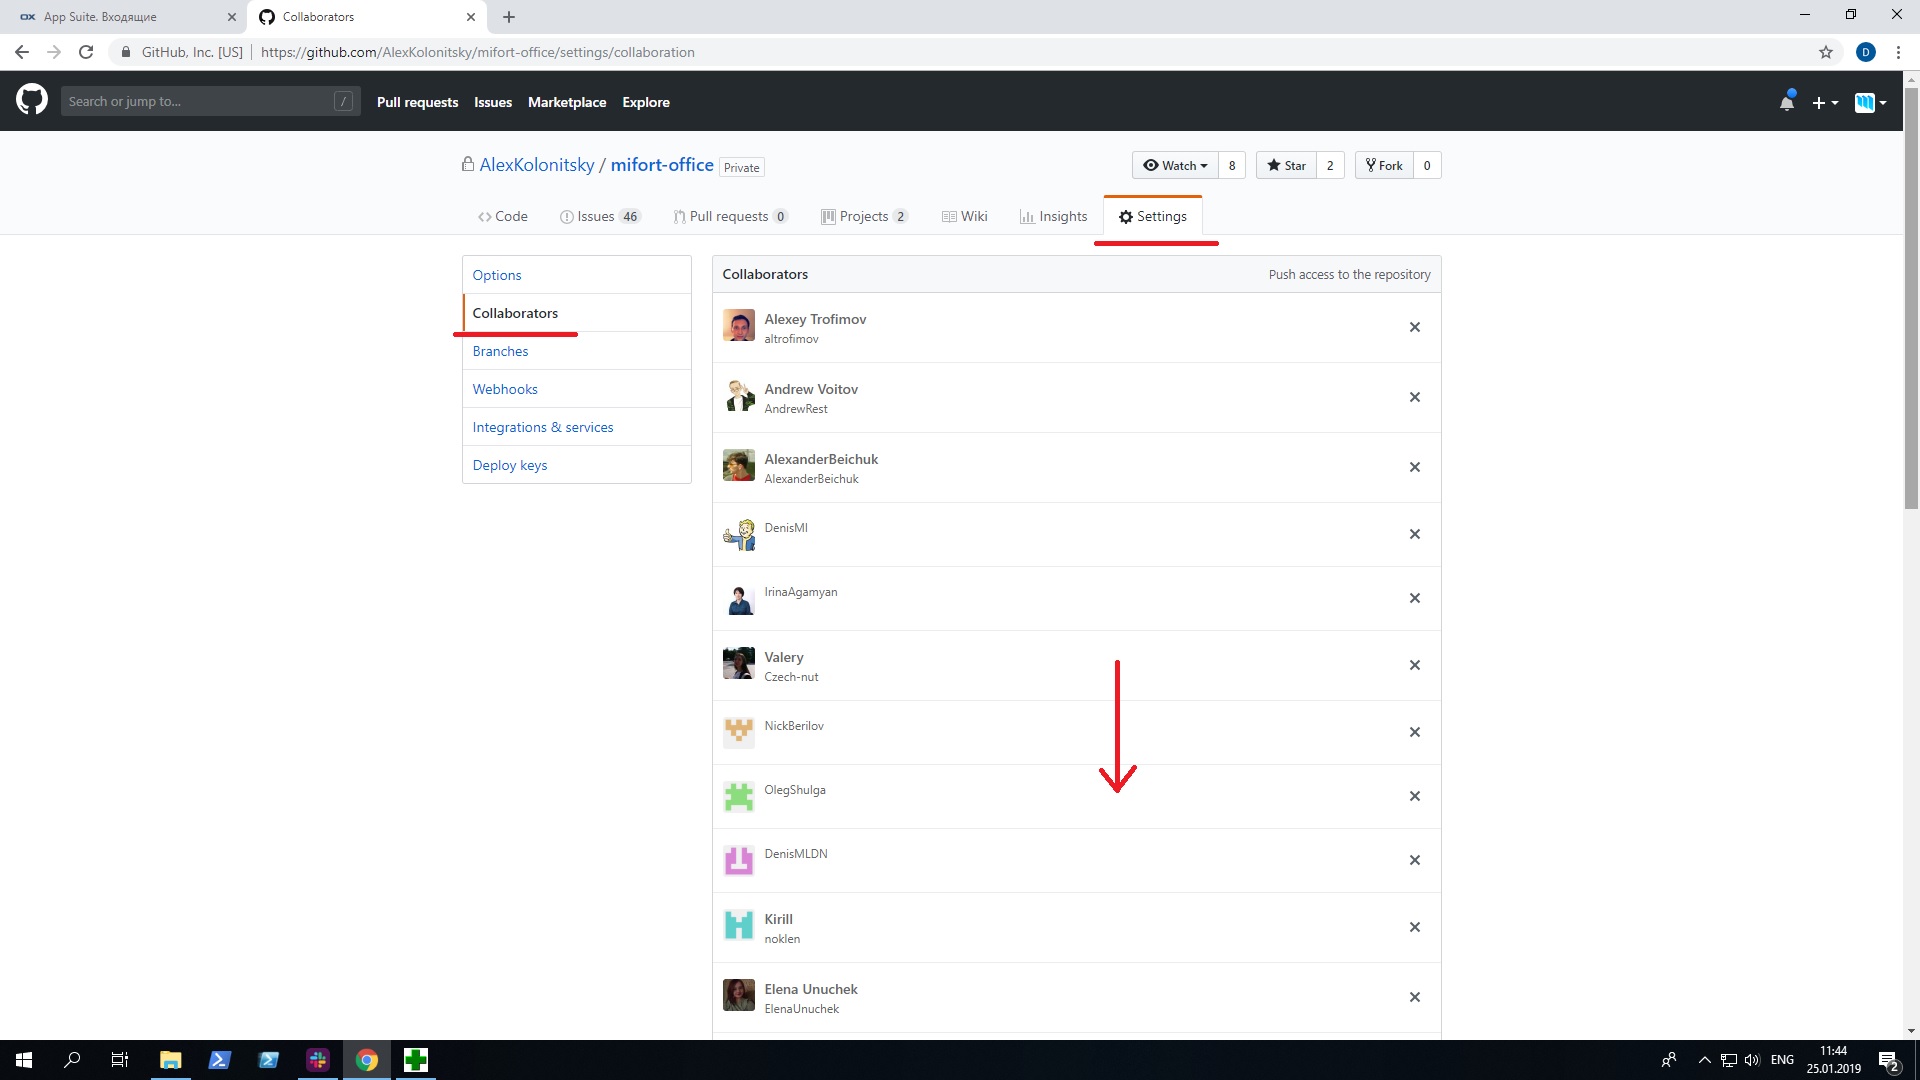 App Suite. Входящие
Collaborators
GitHub, Inc. [US]
https://github.com/AlexKolonitsky/mifort-office/settings/collaboration
D
Search or jump to...
/
Pull requests
Issues
Marketplace
Explore
AlexKolonitsky / mifort-office
Private
Watch
8
Star
2
Fork
0
Code
Issues 46
Pull requests 0
Projects 2
Wiki
Insights
Settings
Options
Collaborators
Branches
Webhooks
Integrations & services
Deploy keys
Collaborators
Push access to the repository
Alexey Trofimov
altrofimov
Andrew Voitov
AndrewRest
AlexanderBeichuk
AlexanderBeichuk
DenisMI
IrinaAgamyan
Valery
Czech-nut
NickBerilov
OlegShulga
DenisMLDN
Kirill
noklen
Elena Unuchek
ElenaUnuchek
ENG
11:44
25.01.2019
2